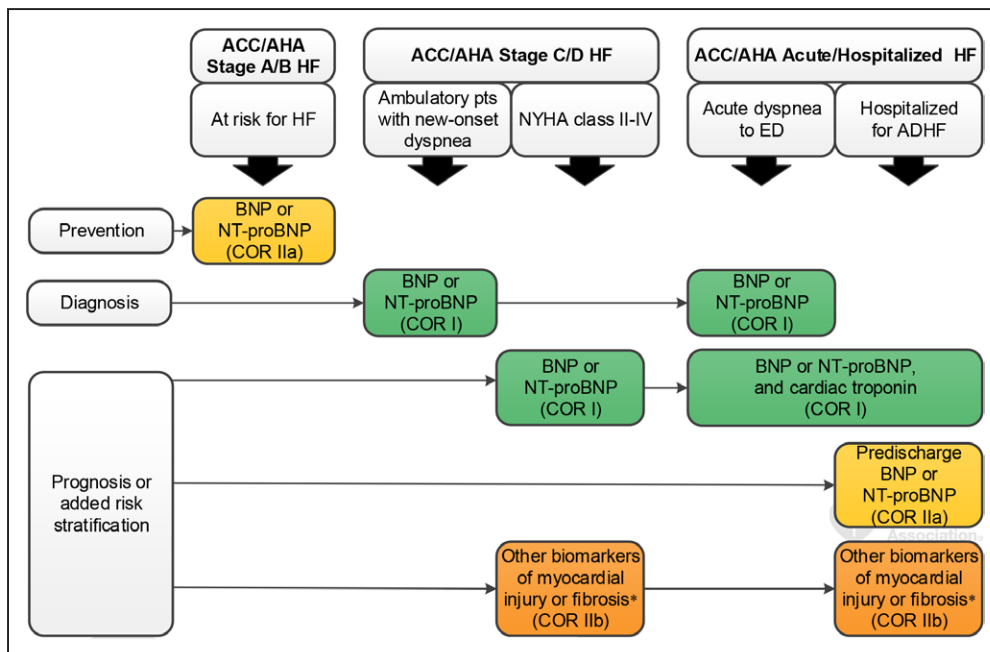 ACC/AHA
Stage A/B HF
ACC/AHA Stage C/D HF
ACC/AHA Acute/Hospitalized HF
At risk for HF
Ambulatory pts
with new-onset
dyspnea
NYHA class II-IV
Acute dyspnea
to ED
Hospitalized
for ADHF
Prevention
BNP or
NT-proBNP
(COR IIa)
Diagnosis
BNP or
NT-proBNP
(COR I)
BNP or
NT-proBNP
(COR I)
Prognosis or
added risk
stratification
BNP or
NT-proBNP
(COR I)
BNP or NT-proBNP,
and cardiac troponin
(COR I)
Predischarge
BNP or
NT-proBNP
(COR IIa)
Association®
Other biomarkers
of myocardial
injury or fibrosis*
(COR IIb)
Other biomarkers
of myocardial
injury or fibrosis*
(COR IIb)